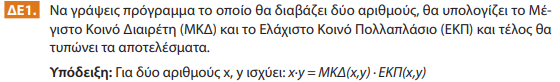 ΔΕ1. Να γράψεις πρόγραμμα το οποίο θα διαβάζει δύο αριθμούς, θα υπολογίζει το Μέ-
γιστο Κοινό Διαιρέτη (ΜΚΔ) και το Ελάχιστο Κοινό Πολλαπλάσιο (ΕΚΠ) και τέλος θα
τυπώνει τα αποτελέσματα.
Υπόδειξη: Για δύο αριθμούς x, y ισχύει: x·y = ΜΚΔ(x,y) · ΕΚΠ(x,y)